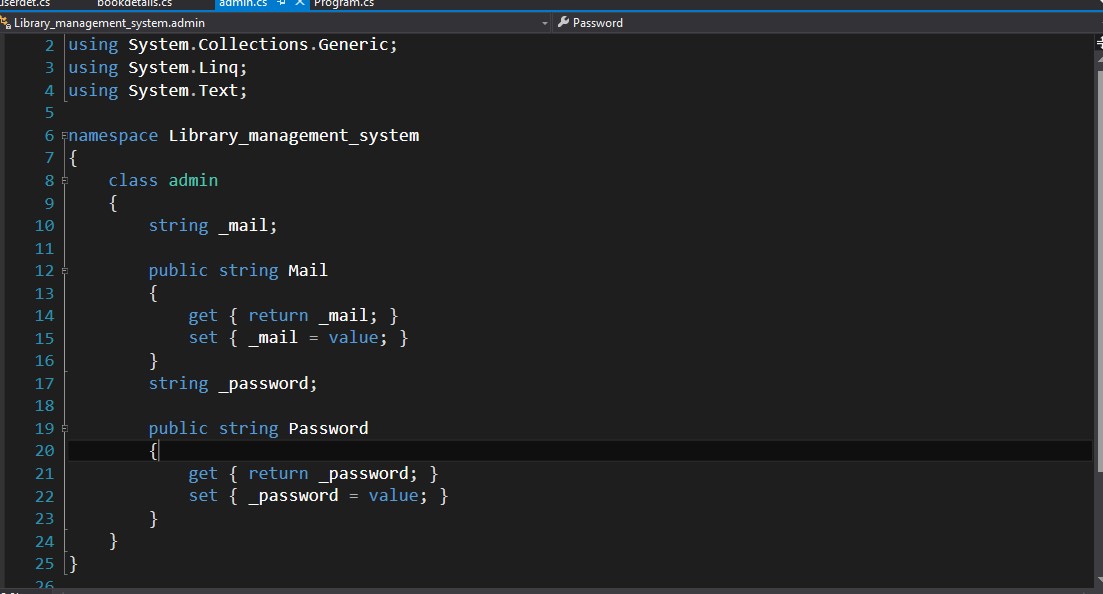 userdet.cs bookdetails.cs admin.cs Program.cs
Library_management_system.admin Password
2 using System.Collections.Generic;
3 using System.Linq;
4 using System.Text;
5
6 namespace Library_management_system
7 {
8 class admin
9 {
10 string _mail;
11
12 public string Mail
13 {
14 get { return _mail; }
15 set { _mail = value; }
16 }
17 string _password;
18
19 public string Password
20 {
21 get { return _password; }
22 set { _password = value; }
23 }
24 }
25 }
26